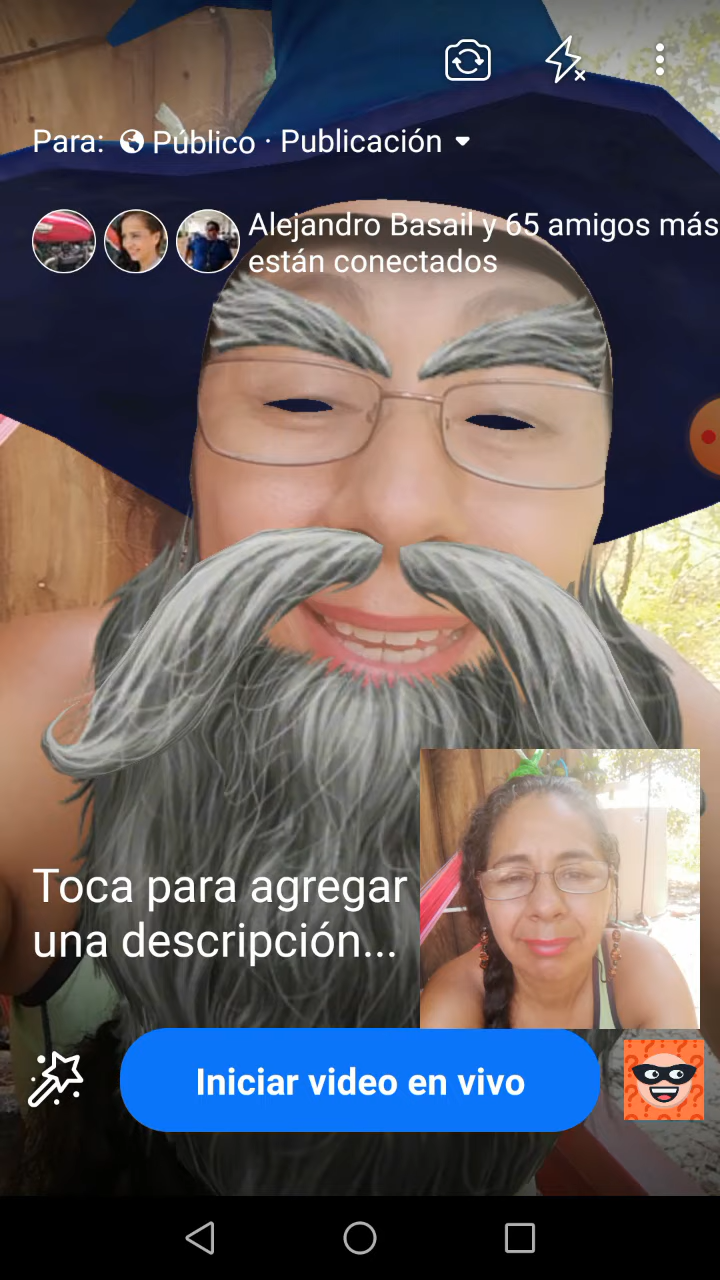 Para: Público · Publicación
Alejandro Basail y 65 amigos más
están conectados
Toca para agregar
una descripción...
Iniciar video en vivo